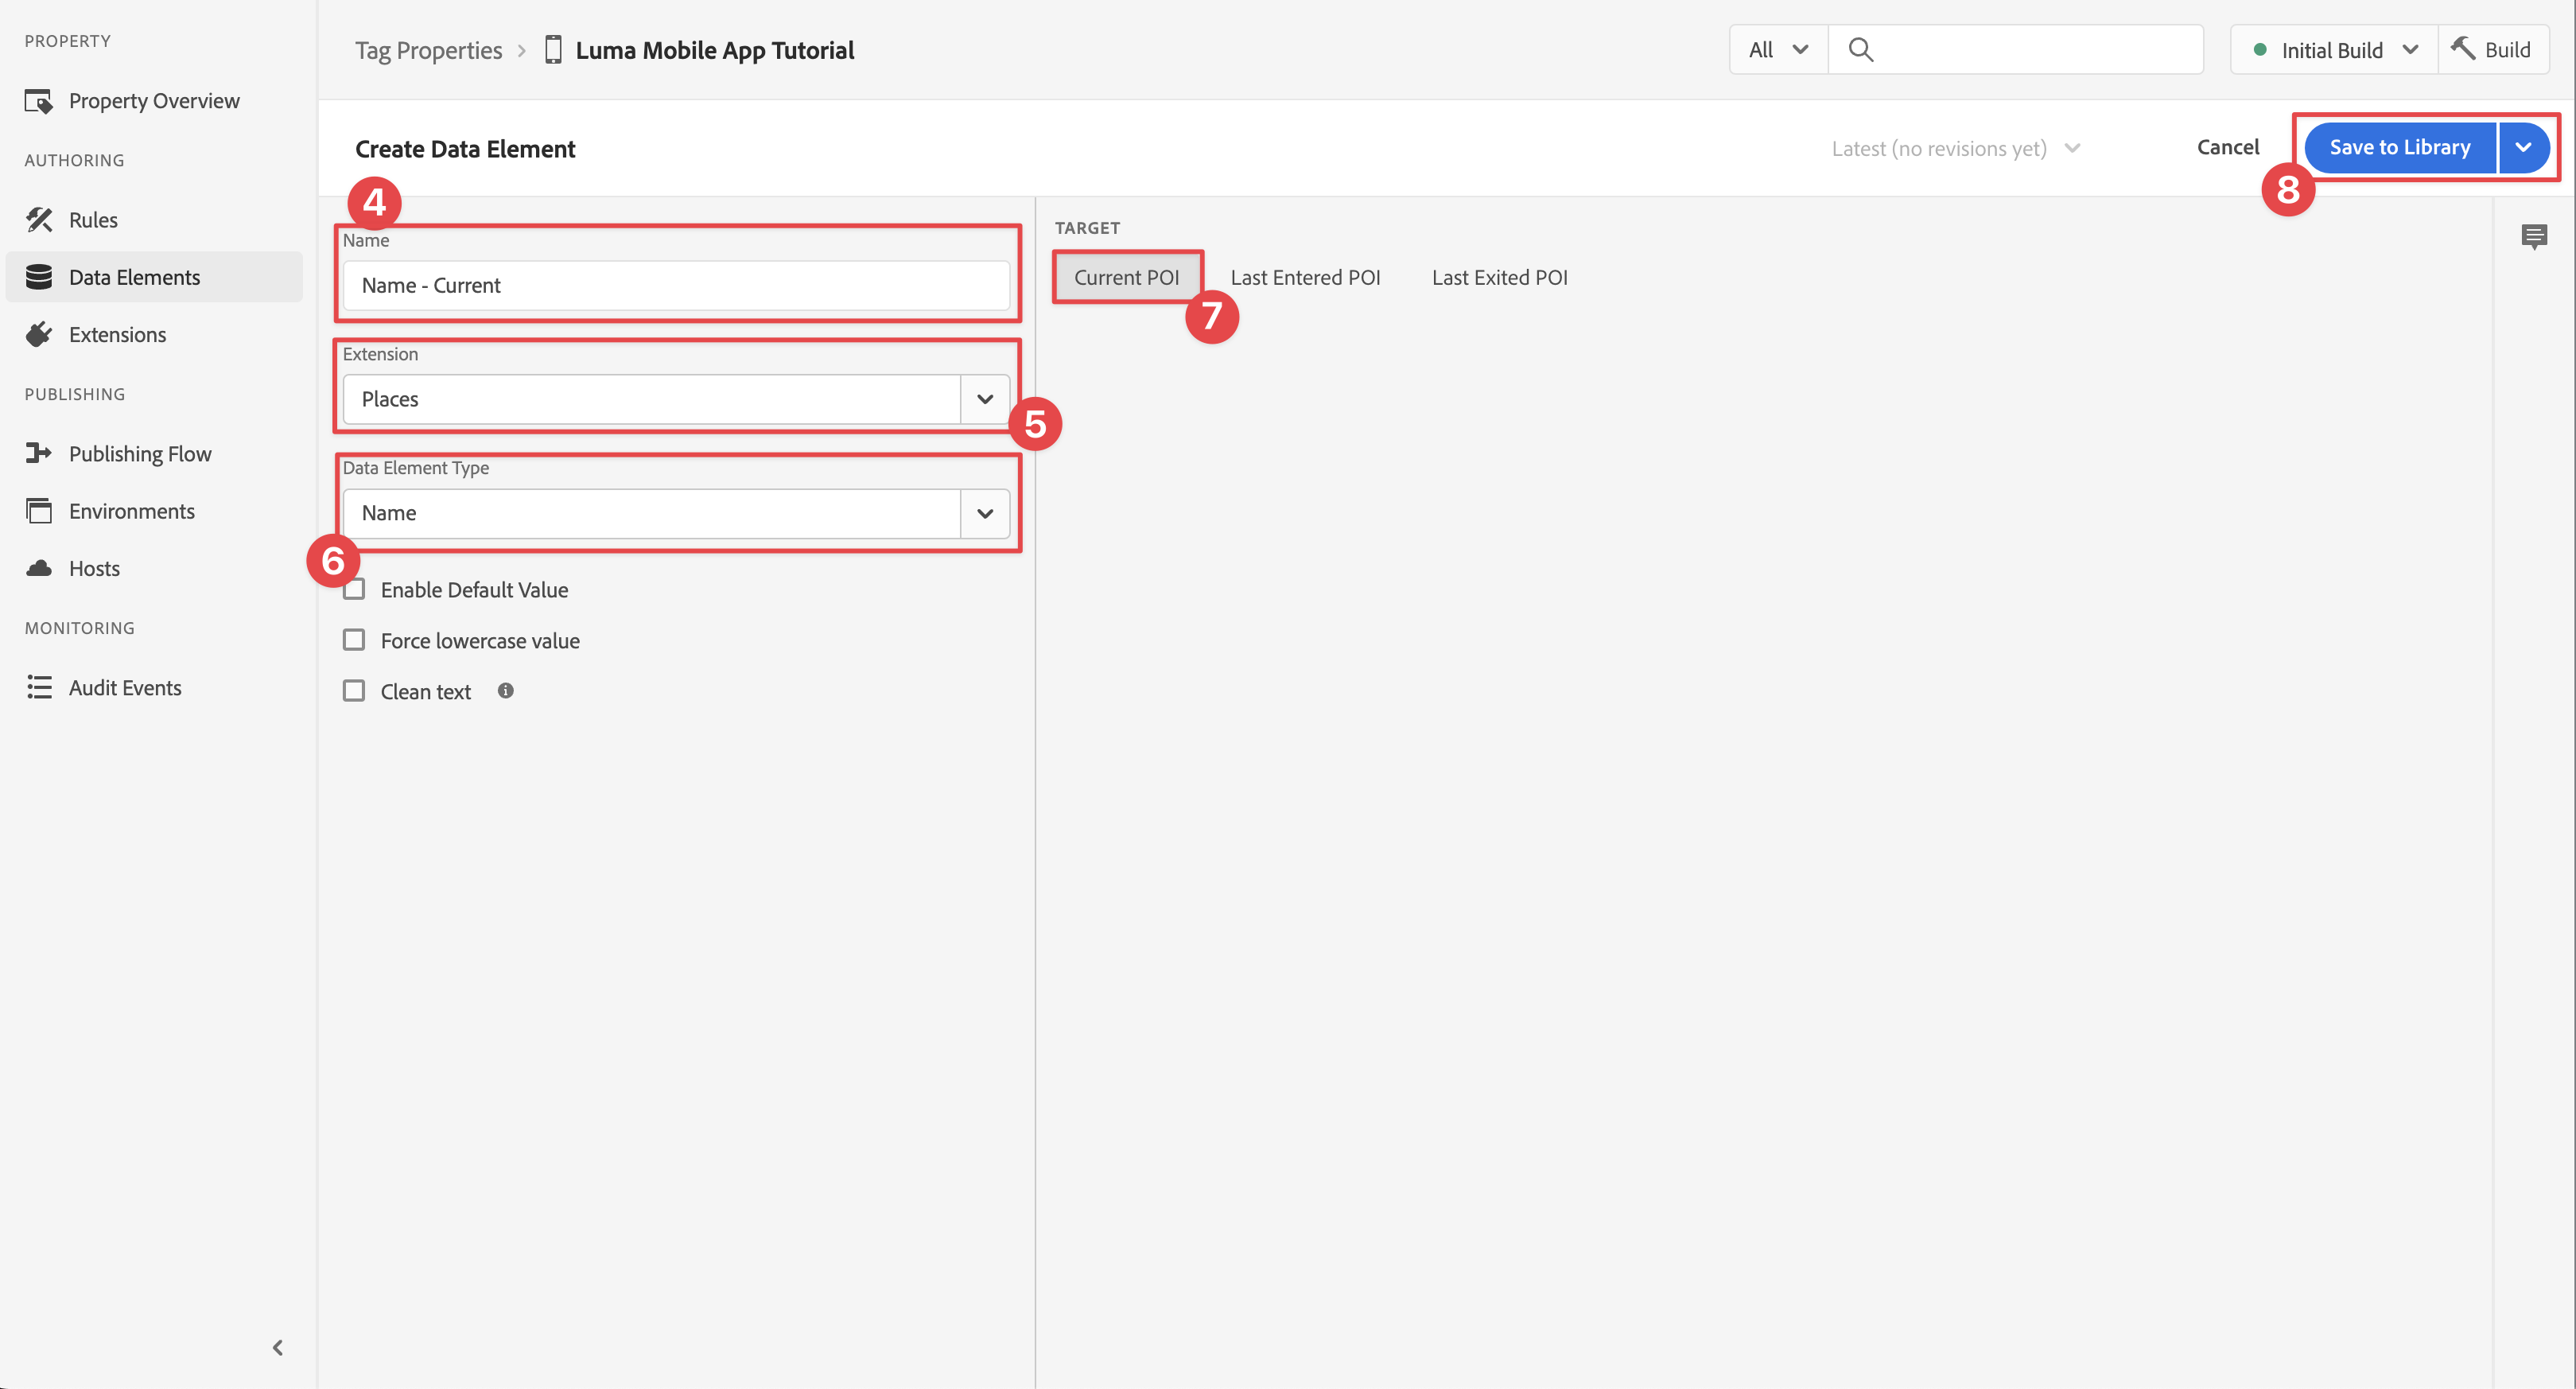 PROPERTY
Property Overview
AUTHORING
Rules
Data Elements
Extensions
PUBLISHING
Publishing Flow
Environments
Hosts
MONITORING
Audit Events
Tag Properties
Luma Mobile App Tutorial
All
Initial Build
Build
Create Data Element
Latest (no revisions yet)
Cancel
Save to Library
8
4
Name
Name - Current
Extension
Places
5
Data Element Type
Name
6
Enable Default Value
Force lowercase value
Clean text
TARGET
Current POI
Last Entered POI
Last Exited POI
7